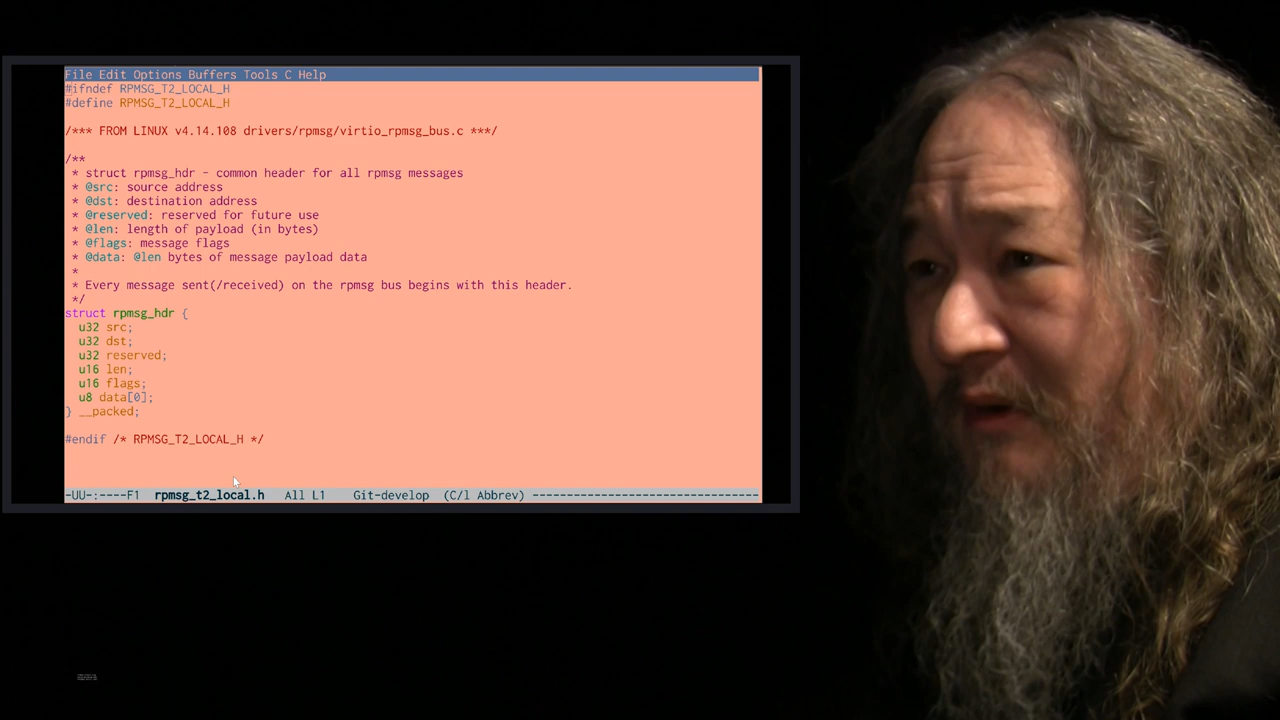 File Edit Options Buffers Tools C Help
#ifndef RPMSG_T2_LOCAL_H
#define RPMSG_T2_LOCAL_H
/*** FROM LINUX v4.14.108 drivers/rpmsg/virtio_rpmsg_bus.c ***/
/**
* struct rpmsg_hdr - common header for all rpmsg messages
* @src: source address
* @dst: destination address
* @reserved: reserved for future use
* @len: length of payload (in bytes)
* @flags: message flags
* @data: @len bytes of message payload data
*
* Every message sent(/received) on the rpmsg bus begins with this header.
*/
struct rpmsg_hdr {
u32 src;
u32 dst;
u32 reserved;
u16 len;
u16 flags;
u8 data[0];
} __packed;
#endif /* RPMSG_T2_LOCAL_H */
-UU-:----F1 rpmsg_t2_local.h All L1 Git-develop (C/l Abbrev) ---------------------------------